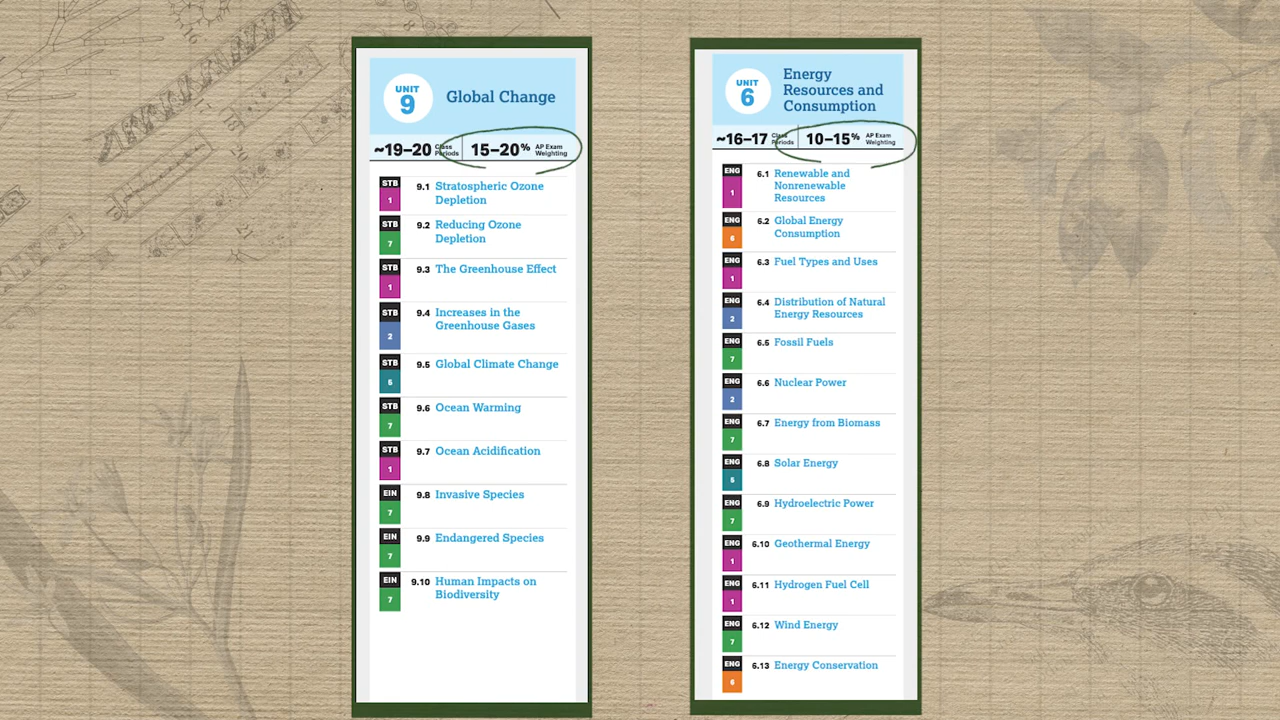 UNIT
9
Global Change
~19–20 Class Periods
15–20% AP Exam Weighting
STB
1
9.1 Stratospheric Ozone
Depletion
STB
7
9.2 Reducing Ozone
Depletion
STB
1
9.3 The Greenhouse Effect
STB
2
9.4 Increases in the
Greenhouse Gases
STB
5
9.5 Global Climate Change
STB
7
9.6 Ocean Warming
STB
1
9.7 Ocean Acidification
EIN
7
9.8 Invasive Species
EIN
7
9.9 Endangered Species
EIN
7
9.10 Human Impacts on
Biodiversity
UNIT
6
Energy
Resources and
Consumption
~16–17 Class Periods
10–15% AP Exam Weighting
ENG
1
6.1 Renewable and
Nonrenewable
Resources
ENG
6
6.2 Global Energy
Consumption
ENG
1
6.3 Fuel Types and Uses
ENG
2
6.4 Distribution of Natural
Energy Resources
ENG
7
6.5 Fossil Fuels
ENG
2
6.6 Nuclear Power
ENG
7
6.7 Energy from Biomass
ENG
5
6.8 Solar Energy
ENG
7
6.9 Hydroelectric Power
ENG
1
6.10 Geothermal Energy
ENG
1
6.11 Hydrogen Fuel Cell
ENG
7
6.12 Wind Energy
ENG
6
6.13 Energy Conservation